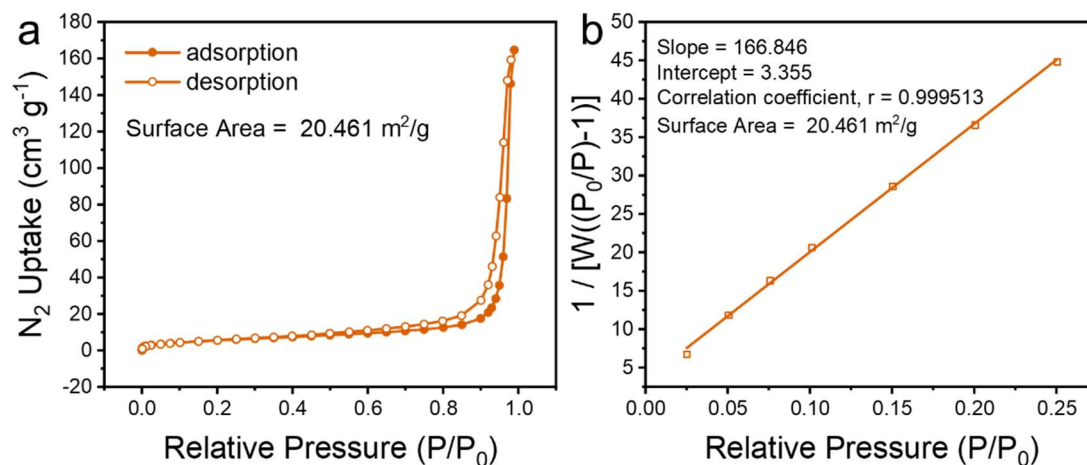 a
N₂ Uptake (cm³ g⁻¹)
180
160
140
120
100
80
60
40
20
0
-20
adsorption
desorption
Surface Area = 20.461 m²/g
0.0 0.2 0.4 0.6 0.8 1.0
Relative Pressure (P/P₀)
b
1 / [W((P₀/P)-1)]
50
45
40
35
30
25
20
15
10
5
Slope = 166.846
Intercept = 3.355
Correlation coefficient, r = 0.999513
Surface Area = 20.461 m²/g
0.00 0.05 0.10 0.15 0.20 0.25
Relative Pressure (P/P₀)